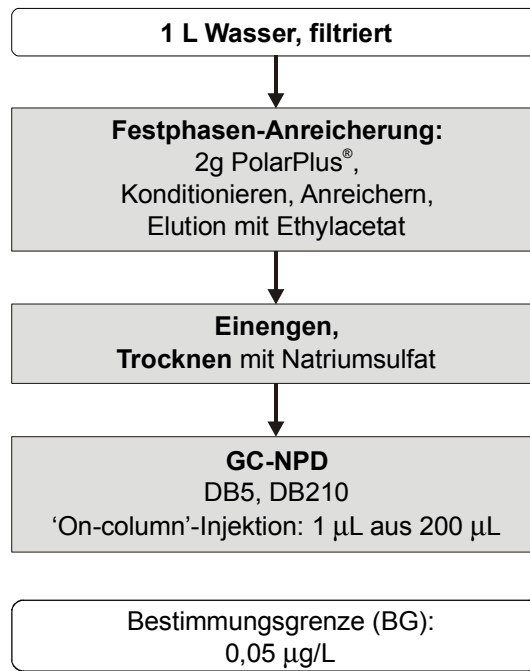 1 L Wasser, filtriert
Festphasen-Anreicherung:
2g PolarPlus®,
Konditionieren, Anreichern,
Elution mit Ethylacetat
Einengen,
Trocknen mit Natriumsulfat
GC-NPD
DB5, DB210
‘On-column’-Injektion: 1 µL aus 200 µL
Bestimmungsgrenze (BG):
0,05 µg/L